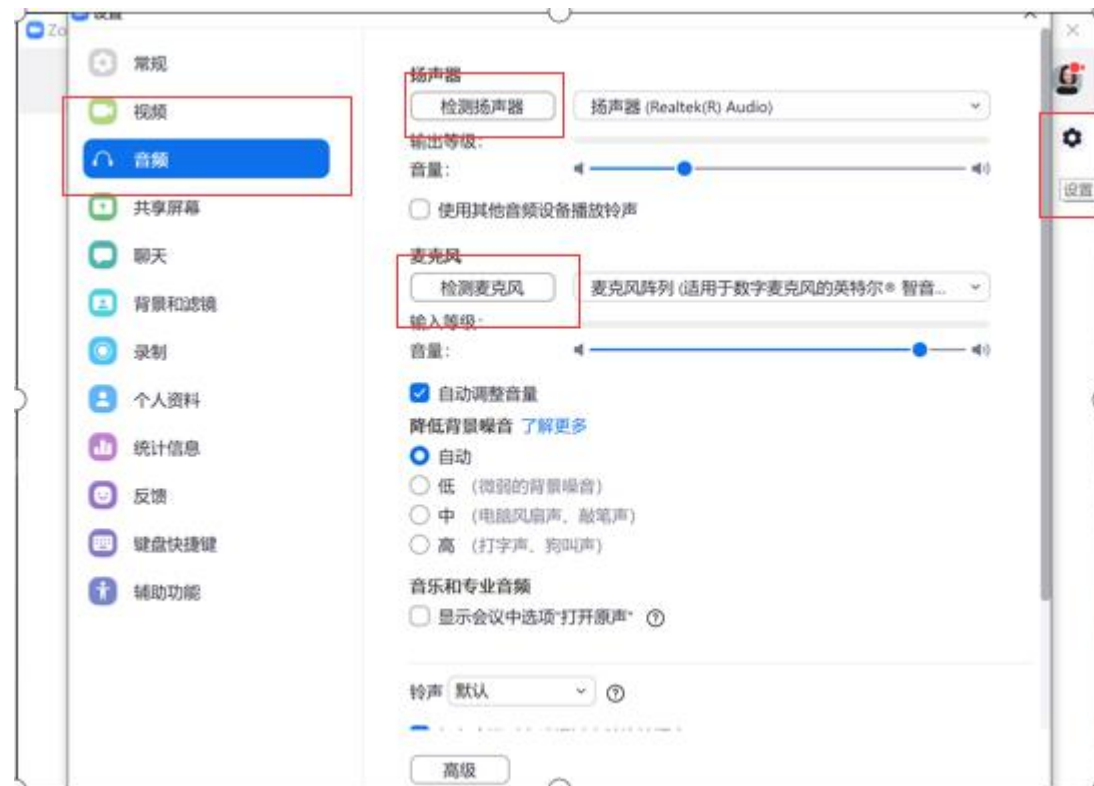 Zo
设置
常规
视频
音频
共享屏幕
聊天
背景和滤镜
录制
个人资料
统计信息
反馈
键盘快捷键
辅助功能
扬声器
检测扬声器 扬声器 (Realtek(R) Audio)
输出等级:
音量:
使用其他音频设备播放铃声
麦克风
检测麦克风 麦克风阵列 (适用于数字麦克风的英特尔® 智音...
输入等级:
音量:
自动调整音量
降低背景噪音 了解更多
自动
低 (微弱的背景噪音)
中 (电脑风扇声、敲笔声)
高 (打字声、狗叫声)
音乐和专业音频
显示会议中选项"打开原声"
铃声 默认
高级
设置